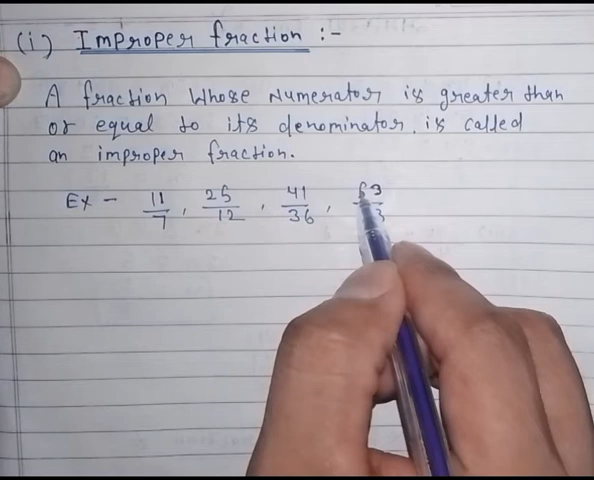 (i) Improper fraction :-
A fraction whose numerator is greater than
or equal to its denominator. is called
an improper fraction.
Ex - 11/7, 25/12, 41/36,